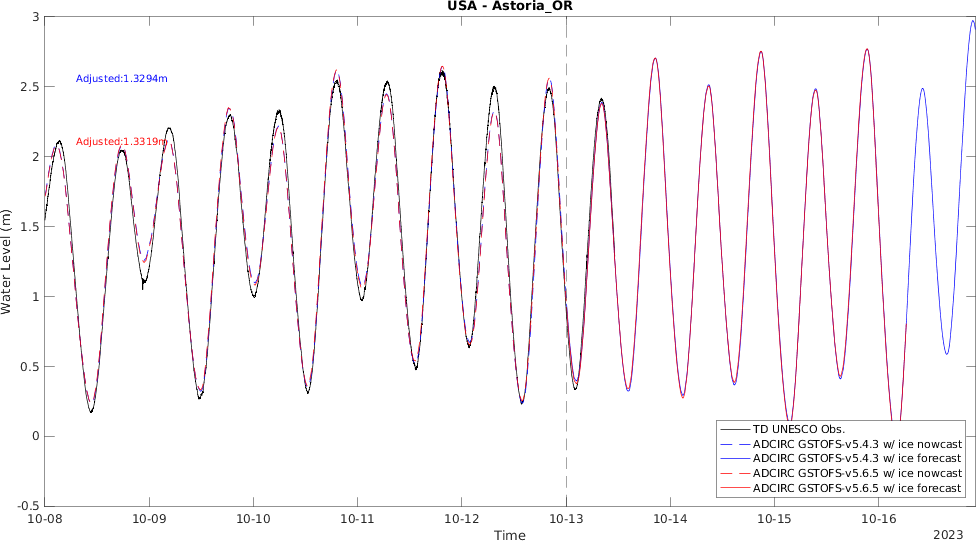 USA - Astoria_OR
3
2.5
2
1.5
1
0.5
0
-0.5
Water Level (m)
Adjusted:1.3294m
Adjusted:1.3319m
TD UNESCO Obs.
ADCIRC GSTOFS-v5.4.3 w/ ice nowcast
ADCIRC GSTOFS-v5.4.3 w/ ice forecast
ADCIRC GSTOFS-v5.6.5 w/ ice nowcast
ADCIRC GSTOFS-v5.6.5 w/ ice forecast
10-08 10-09 10-10 10-11 10-12 10-13 10-14 10-15 10-16
Time
2023